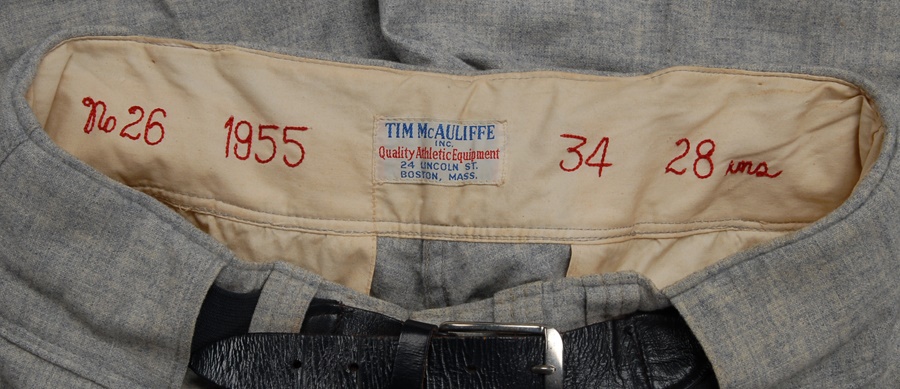 No 26
1955
TIM McAULIFFE
INC.
Quality Athletic Equipment
24 LINCOLN ST.
BOSTON, MASS.
34
28 ins